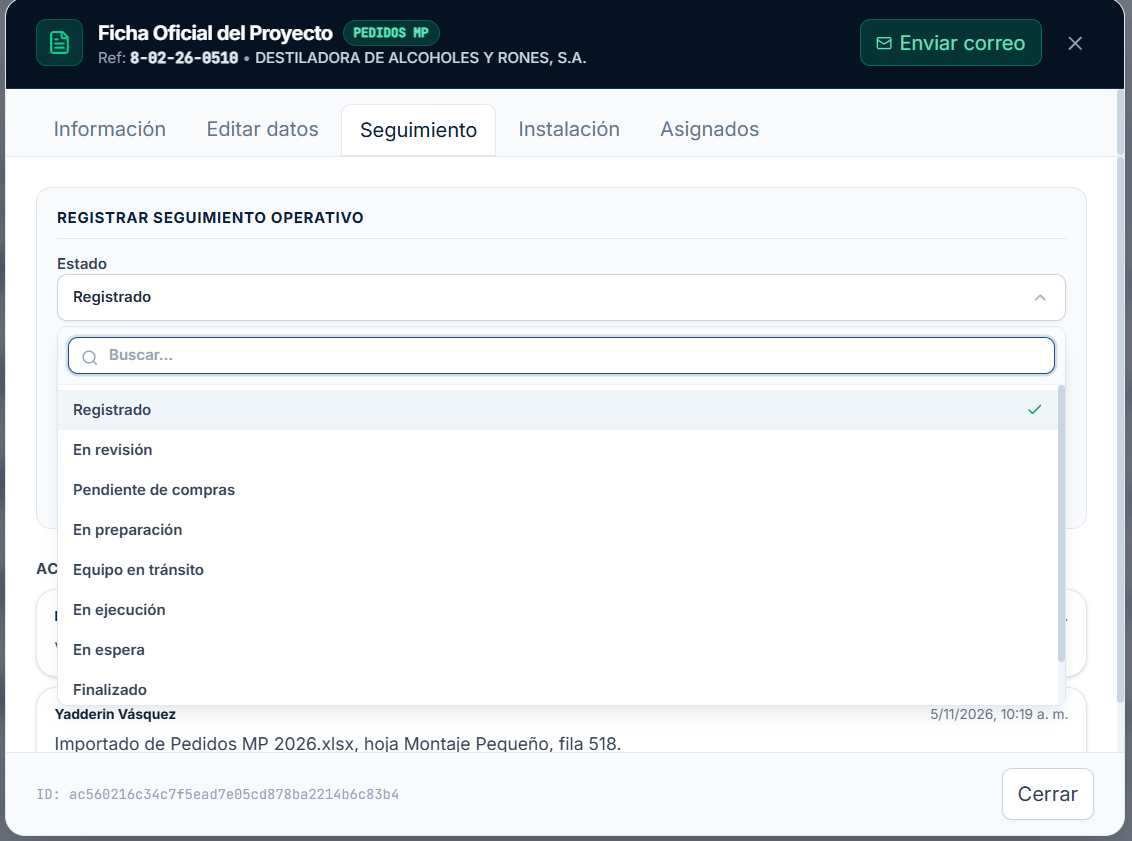 Ficha Oficial del Proyecto PEDIDOS MP
Ref: 8-02-26-0510 • DESTILADORA DE ALCOHOLES Y RONES, S.A.
Enviar correo
Información Editar datos Seguimiento Instalación Asignados
REGISTRAR SEGUIMIENTO OPERATIVO
Estado
Registrado
Buscar...
Registrado
En revisión
Pendiente de compras
En preparación
Equipo en tránsito
En ejecución
En espera
Finalizado
Yadderin Vásquez 5/11/2026, 10:19 a. m.
Importado de Pedidos MP 2026.xlsx, hoja Montaje Pequeño, fila 518.
ID: ac560216c34c7f5ead7e05cd878ba2214b6c83b4
Cerrar